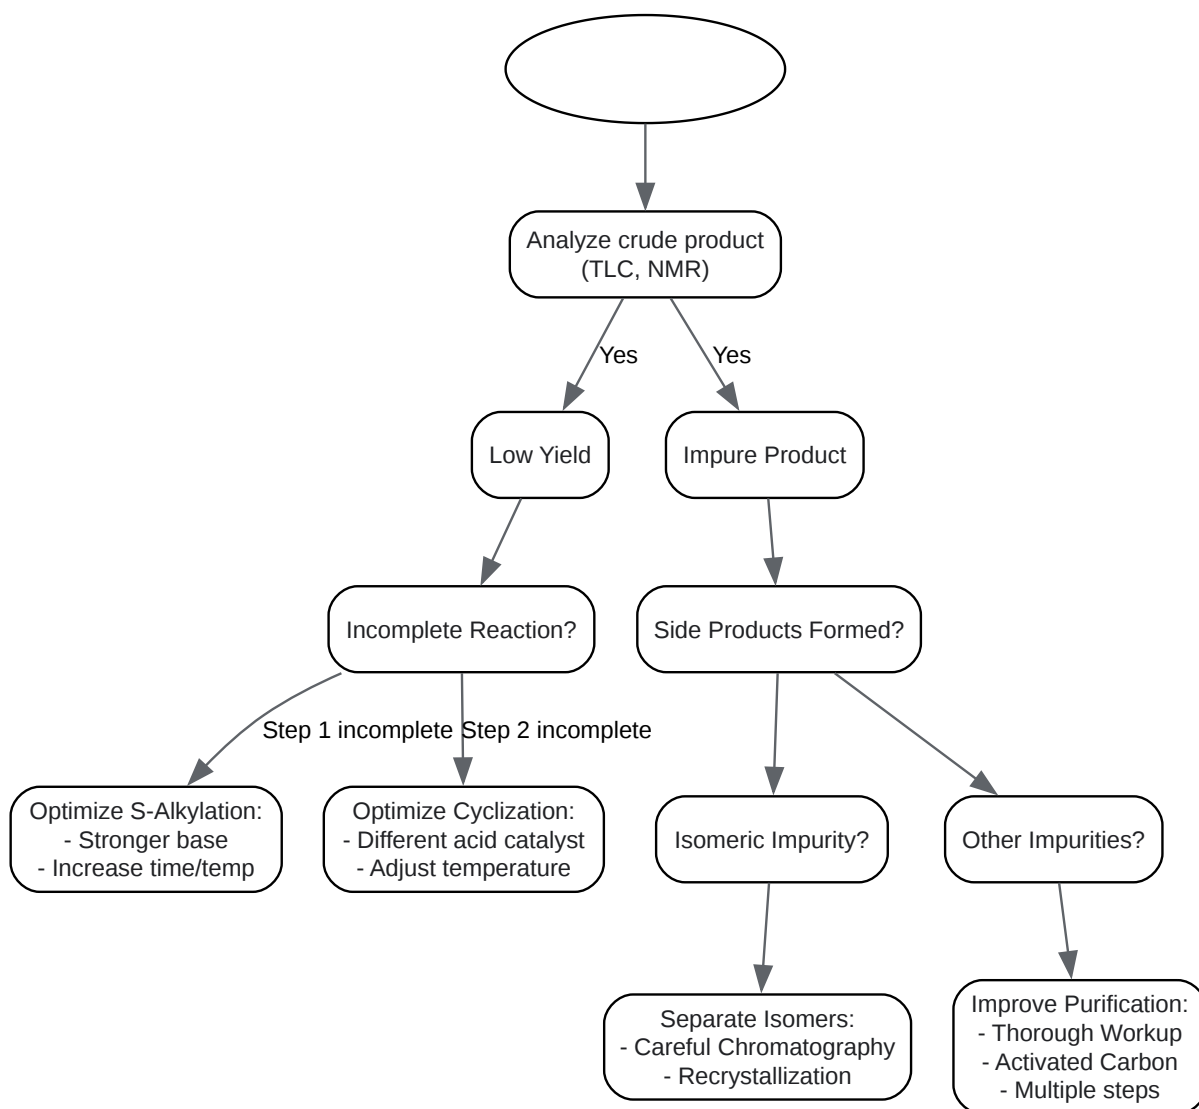 Analyze crude product
(TLC, NMR)
Yes
Yes
Low Yield
Impure Product
Incomplete Reaction?
Side Products Formed?
Step 1 incomplete
Step 2 incomplete
Optimize S-Alkylation:
- Stronger base
- Increase time/temp
Optimize Cyclization:
- Different acid catalyst
- Adjust temperature
Isomeric Impurity?
Other Impurities?
Separate Isomers:
- Careful Chromatography
- Recrystallization
Improve Purification:
- Thorough Workup
- Activated Carbon
- Multiple steps